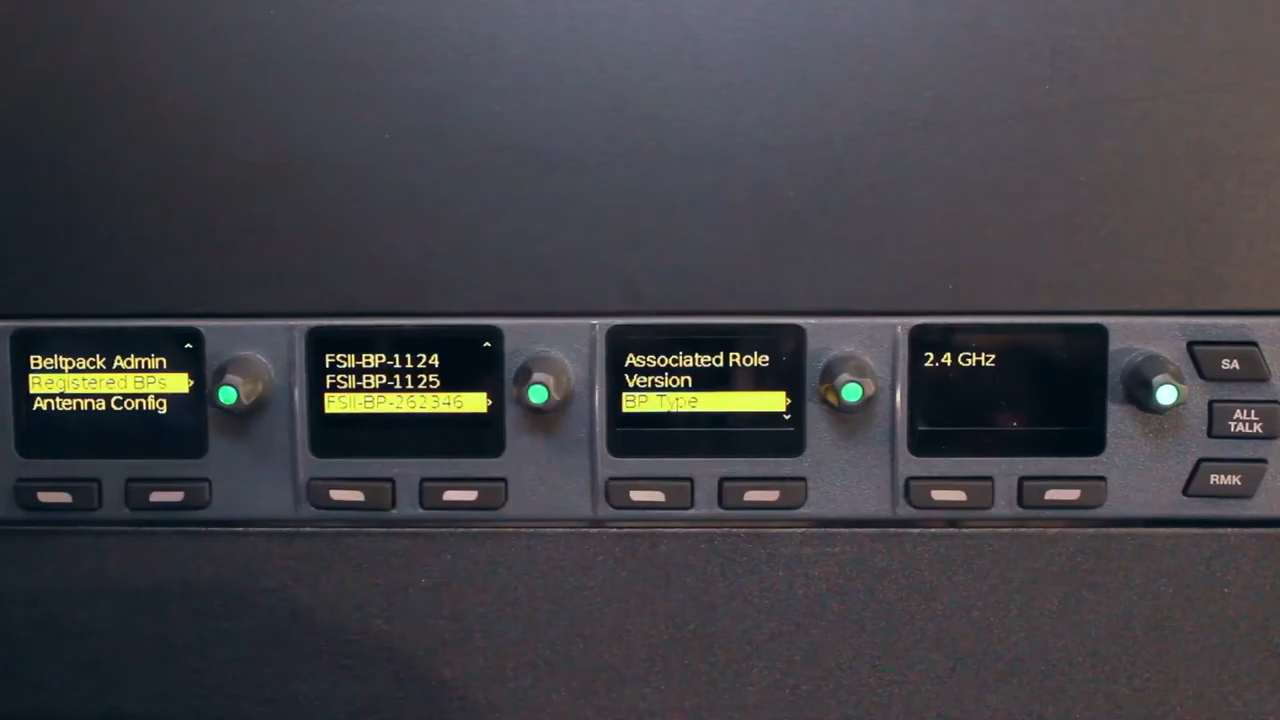 Beltpack Admin
Registered BPs
Antenna Config
FSII-BP-1124
FSII-BP-1125
FSII-BP-262346
Associated Role
Version
BP Type
2.4 GHz
SA
ALL
TALK
RMK